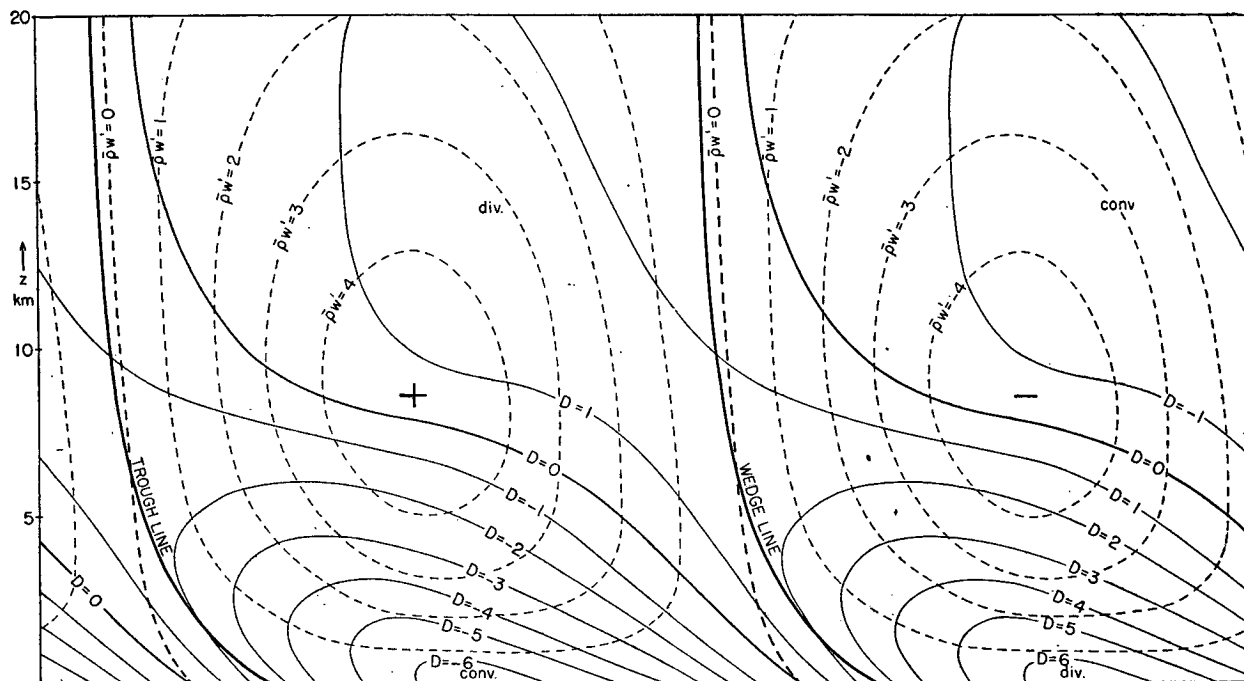 20
15
z
km
10
5
ρ̄w'=0
ρ̄w'=1
ρ̄w'=2
ρ̄w'=3
ρ̄w'=4
div.
+
TROUGH LINE
D=0
D=1
D=0
D=-1
D=-2
D=-3
D=-4
D=-5
D=-6
conv.
ρ̄w'=0
ρ̄w'=-1
ρ̄w'=-2
ρ̄w'=-3
ρ̄w'=-4
conv
−
WEDGE LINE
D=-1
D=0
D=1
D=2
D=3
D=4
D=5
D=6
div.